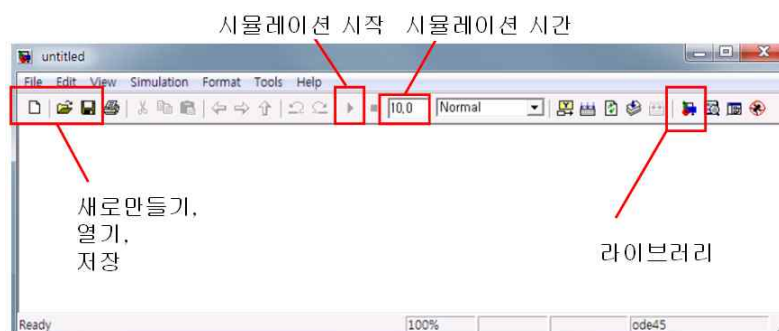 시뮬레이션 시작 시뮬레이션 시간
untitled
File Edit View Simulation Format Tools Help
10,0 Normal
새로만들기,
열기,
저장
라이브러리
Ready 100% ode45